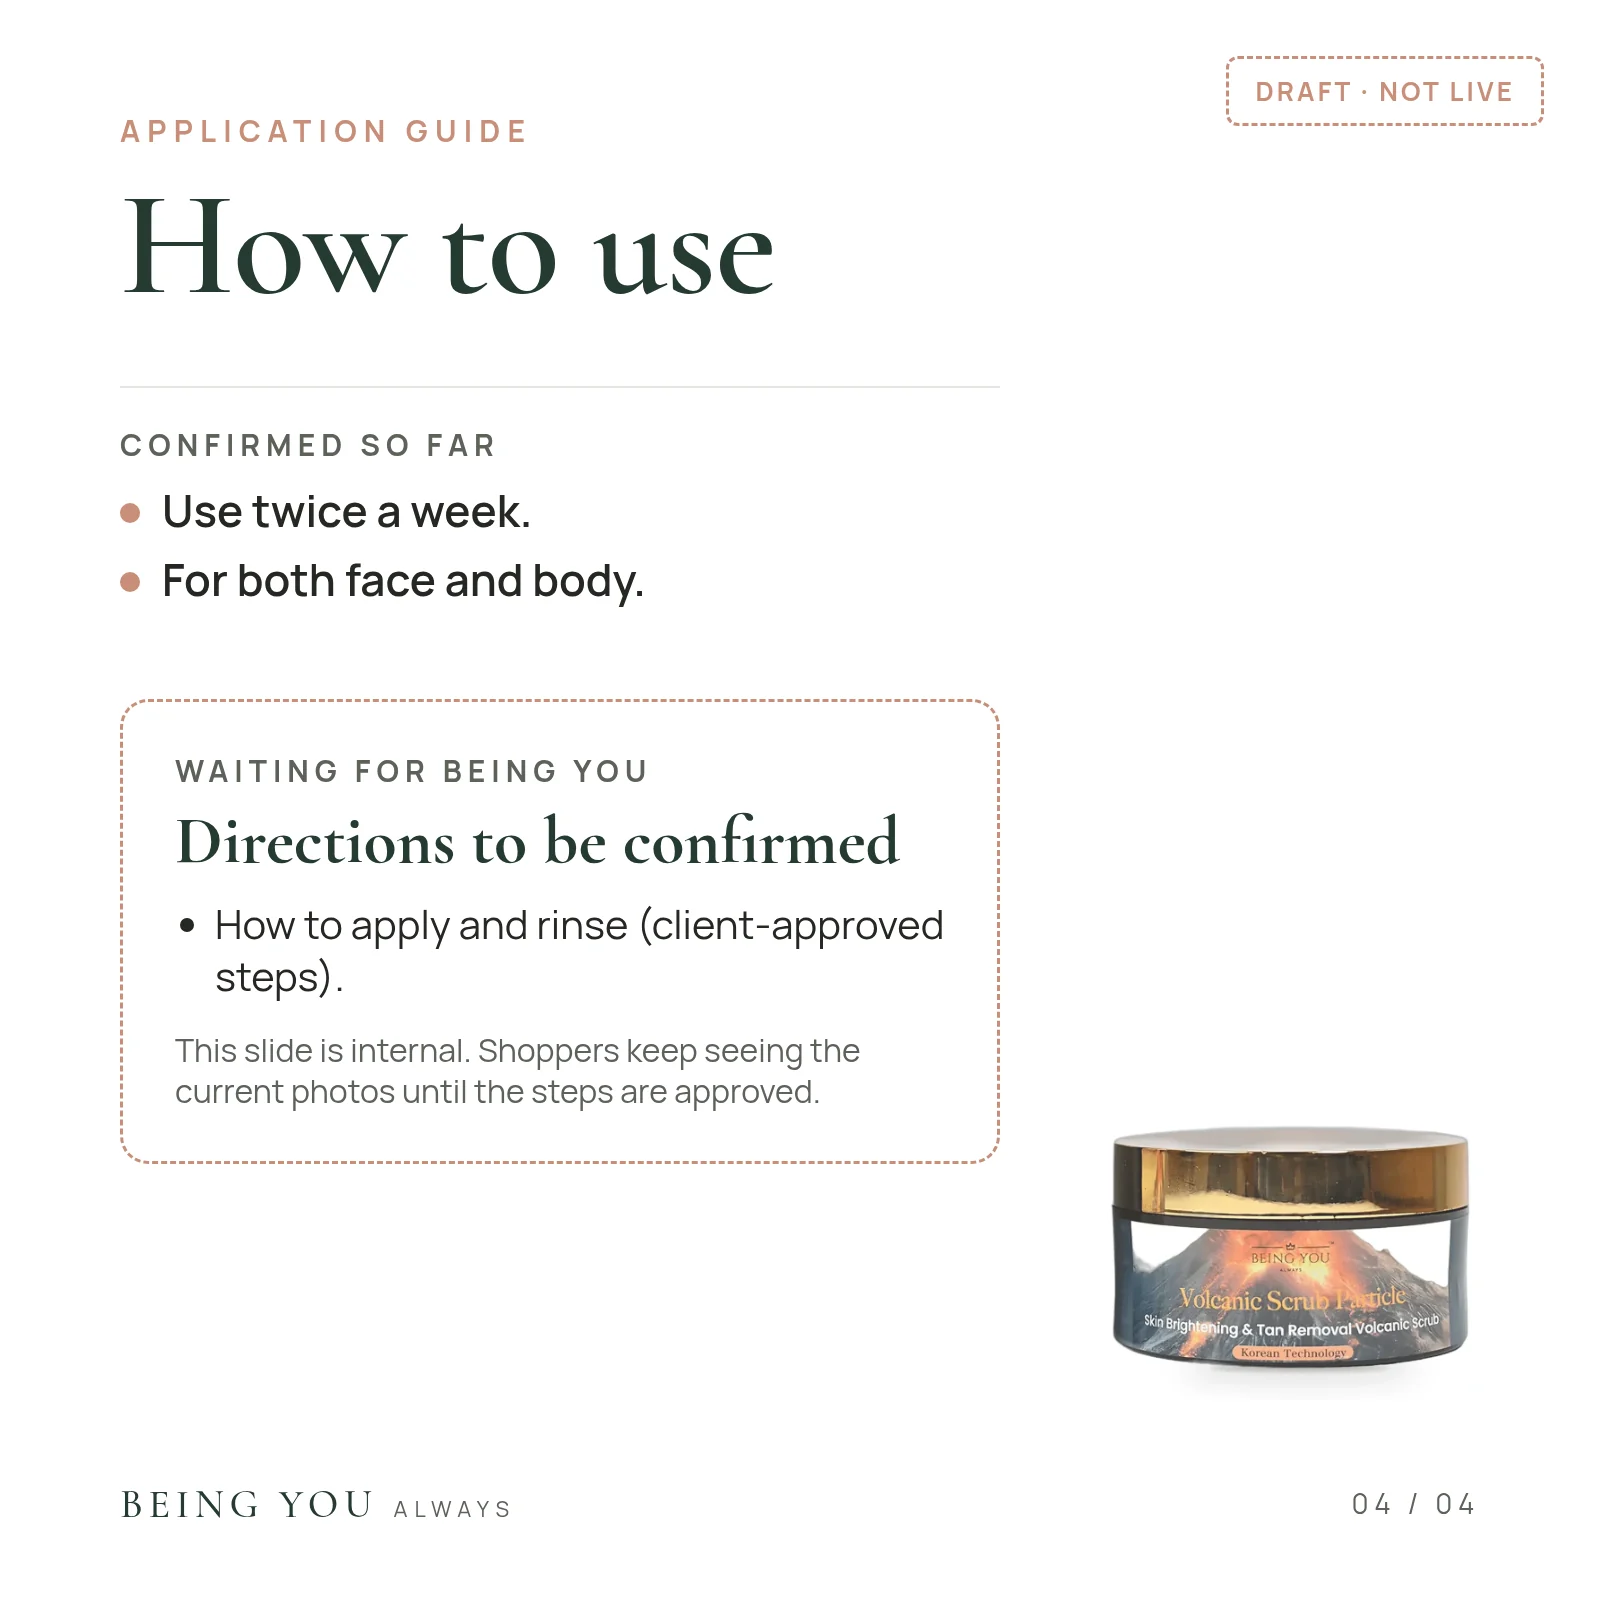 DRAFT · NOT LIVE
APPLICATION GUIDE
How to use
CONFIRMED SO FAR
Use twice a week.
For both face and body.
WAITING FOR BEING YOU
Directions to be confirmed
• How to apply and rinse (client-approved
steps).
This slide is internal. Shoppers keep seeing the
current photos until the steps are approved.
BEING YOU
ALWAYS
Volcanic Scrub Particle
Skin Brightening & Tan Removal Volcanic Scrub
Korean Technology
BEING YOU ALWAYS
04 / 04